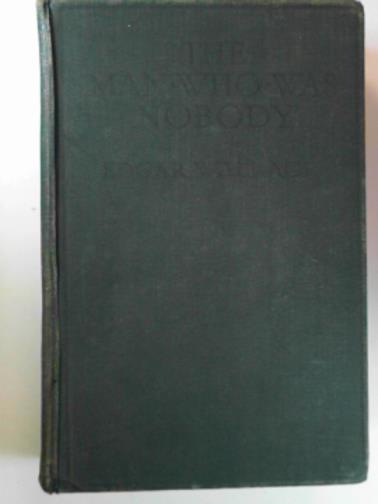 THE
MAN·WHO·WAS
NOBODY
EDGAR WALLACE